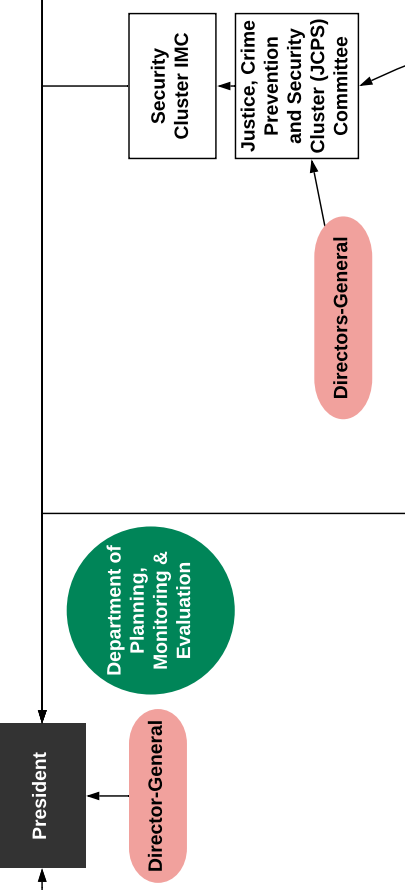 Security
Cluster IMC
Justice, Crime
Prevention
and Security
Cluster (JCPS)
Committee
Directors-General
Department of
Planning,
Monitoring &
Evaluation
President
Director-General